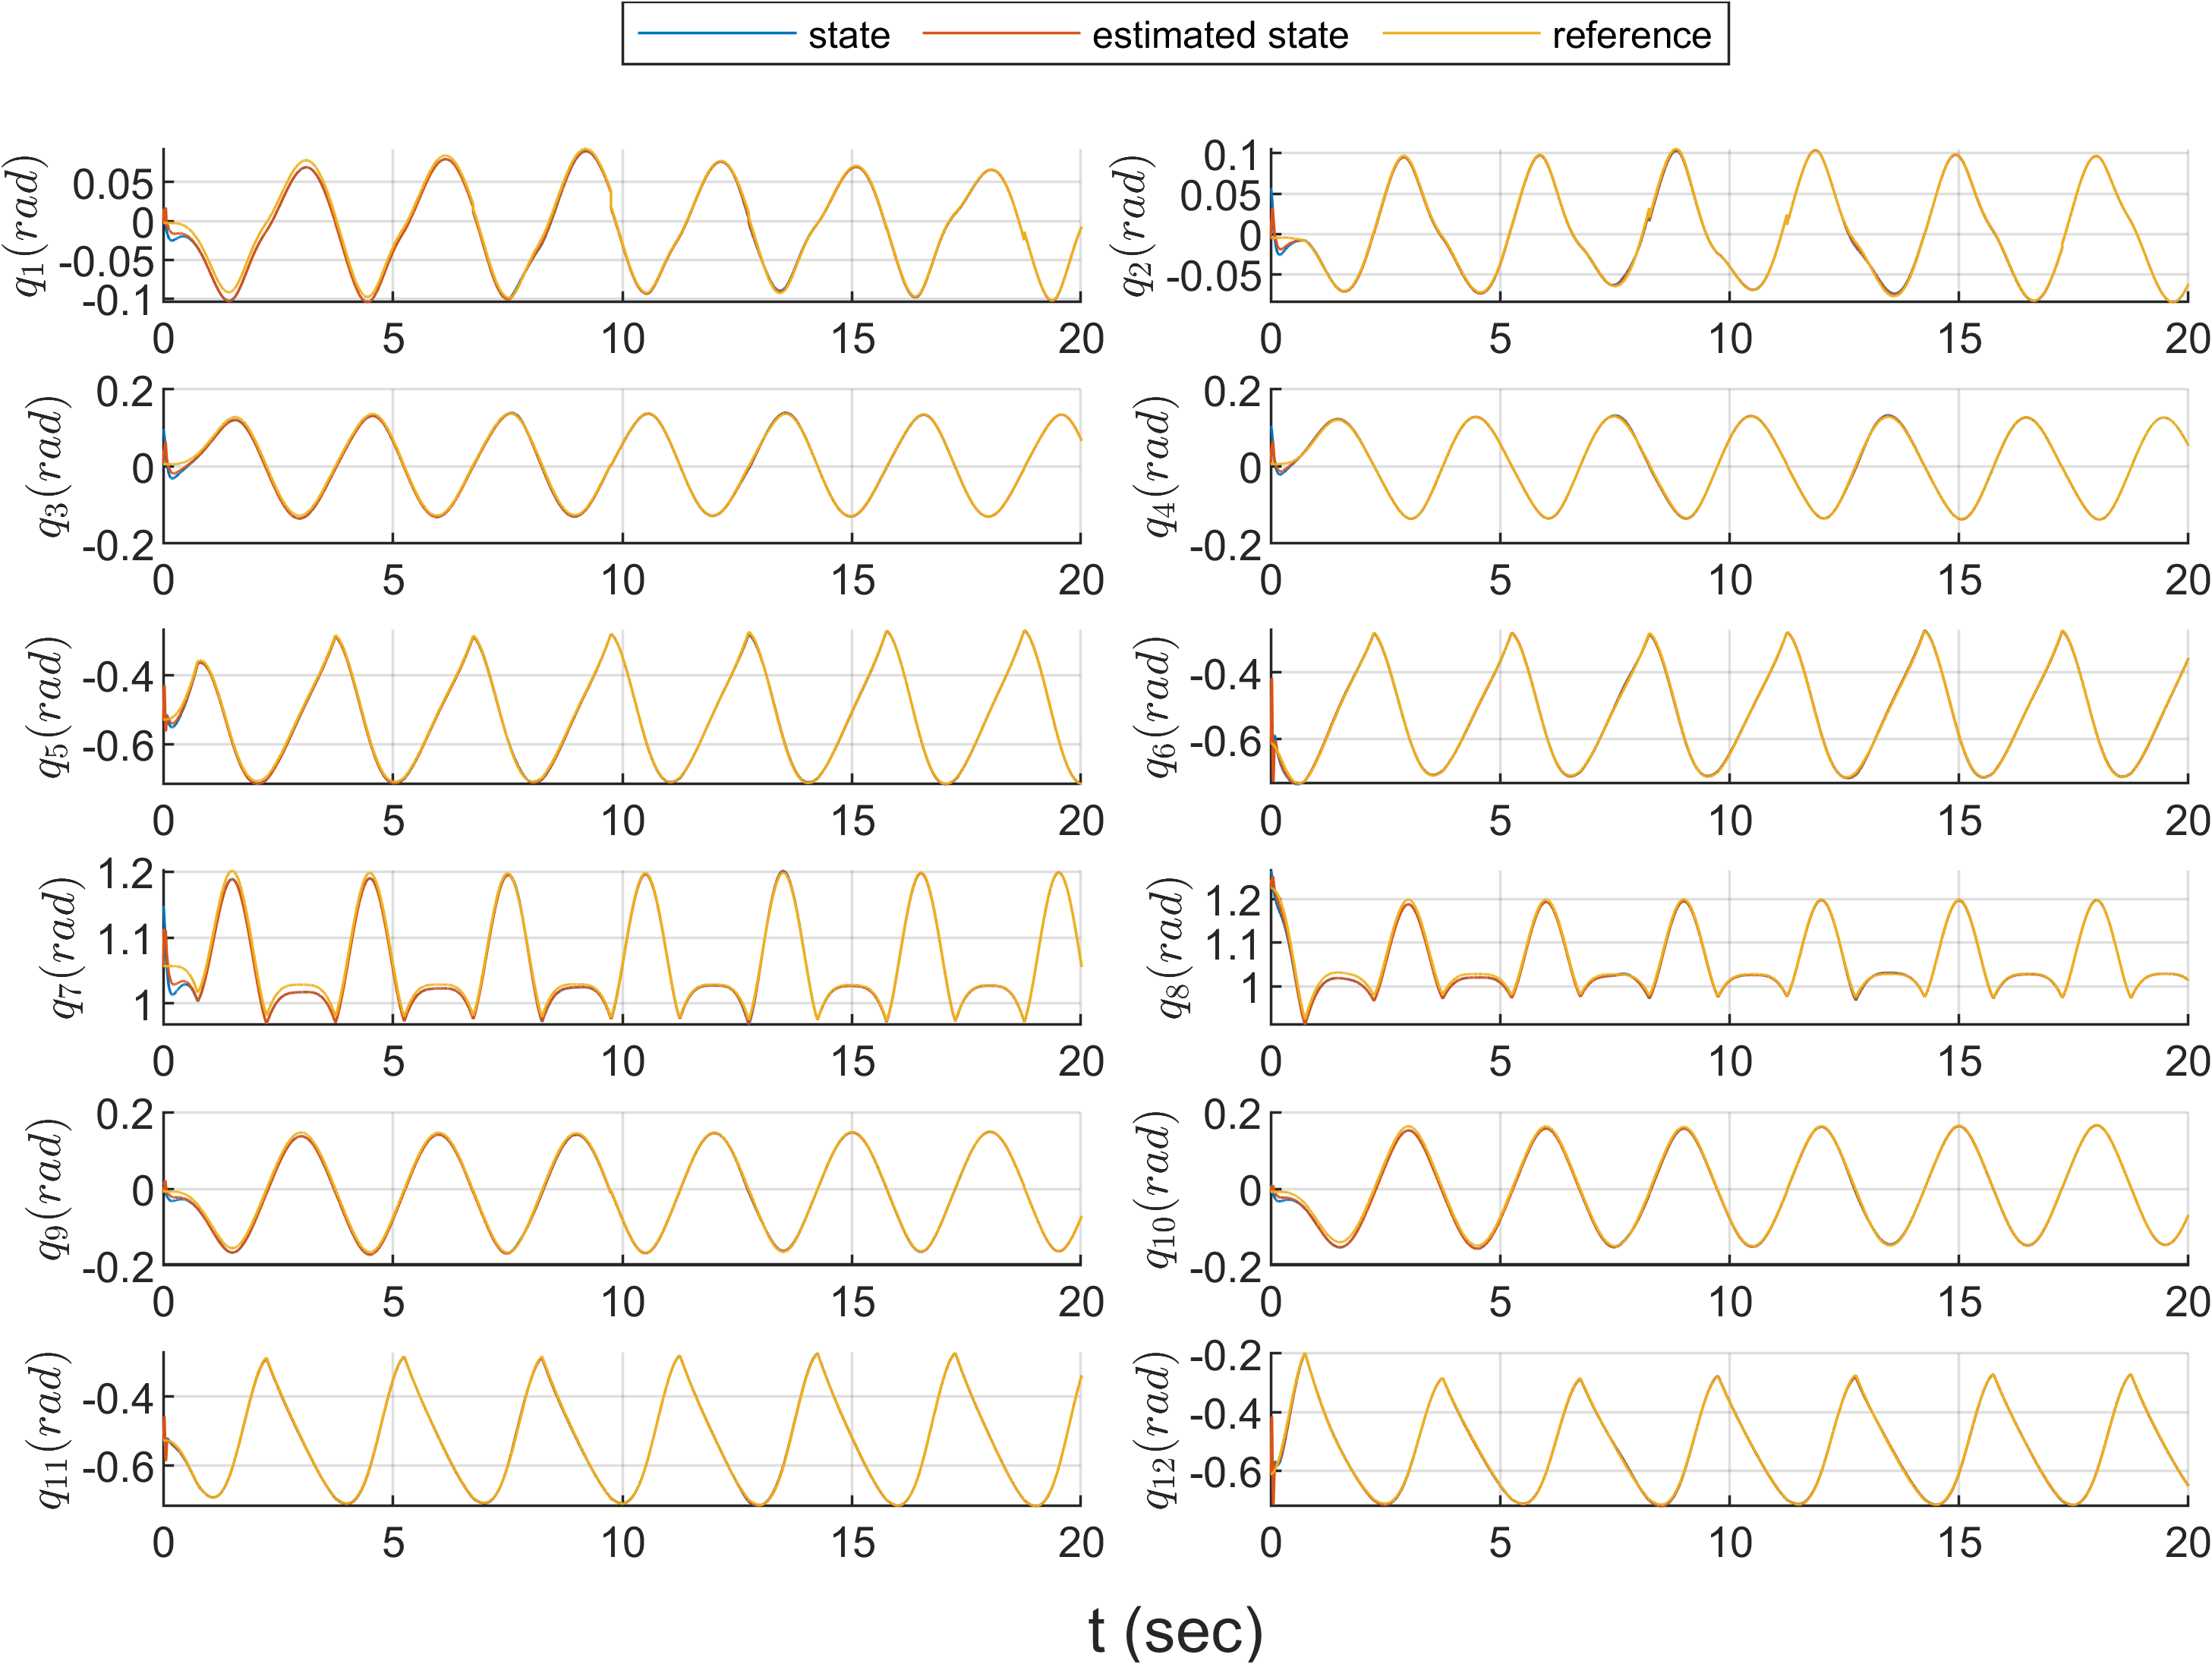 state estimated state reference
q1(rad) 0.05 0 -0.05 -0.1 0 5 10 15 20
q2(rad) 0.1 0.05 0 -0.05 0 5 10 15 20
q3(rad) 0.2 0 -0.2 0 5 10 15 20
q4(rad) 0.2 0 -0.2 0 5 10 15 20
q5(rad) -0.4 -0.6 0 5 10 15 20
q6(rad) -0.4 -0.6 0 5 10 15 20
q7(rad) 1.2 1.1 1 0 5 10 15 20
q8(rad) 1.2 1.1 1 0 5 10 15 20
q9(rad) 0.2 0 -0.2 0 5 10 15 20
q10(rad) 0.2 0 -0.2 0 5 10 15 20
q11(rad) -0.4 -0.6 0 5 10 15 20
q12(rad) -0.2 -0.4 -0.6 0 5 10 15 20
t (sec)